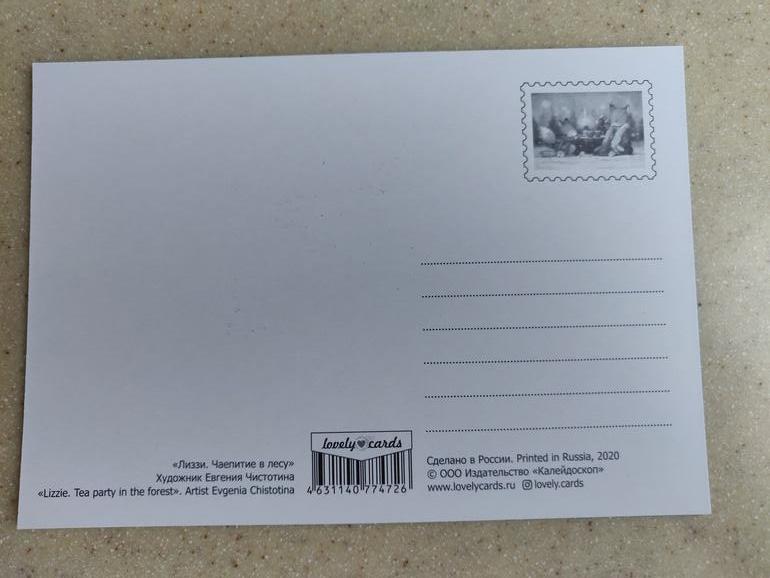 lovely cards
4 631140 774726
«Лиззи. Чаепитие в лесу»
Художник Евгения Чистотина
«Lizzie. Tea party in the forest». Artist Evgenia Chistotina
Сделано в России. Printed in Russia, 2020
© ООО Издательство «Калейдоскоп»
www.lovelycards.ru lovely.cards